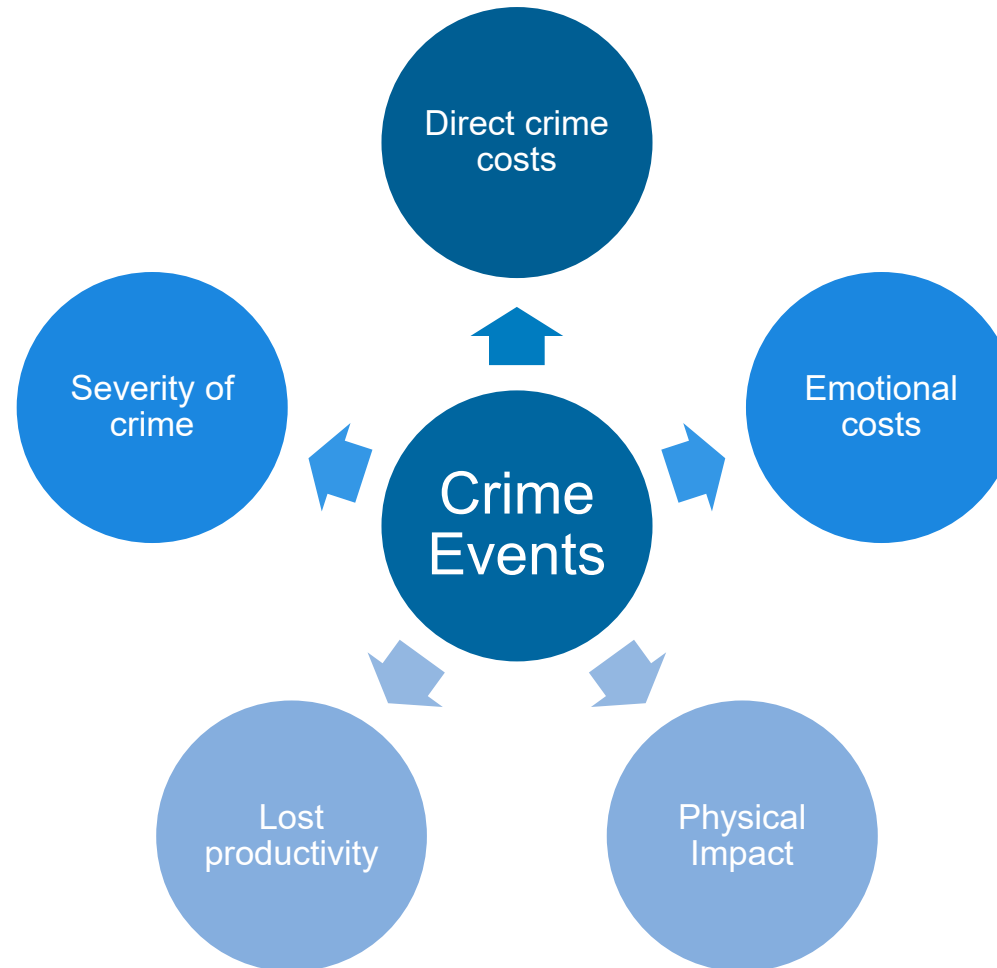 Direct crime
costs
Severity of
crime
Emotional
costs
Crime
Events
Lost
productivity
Physical
Impact